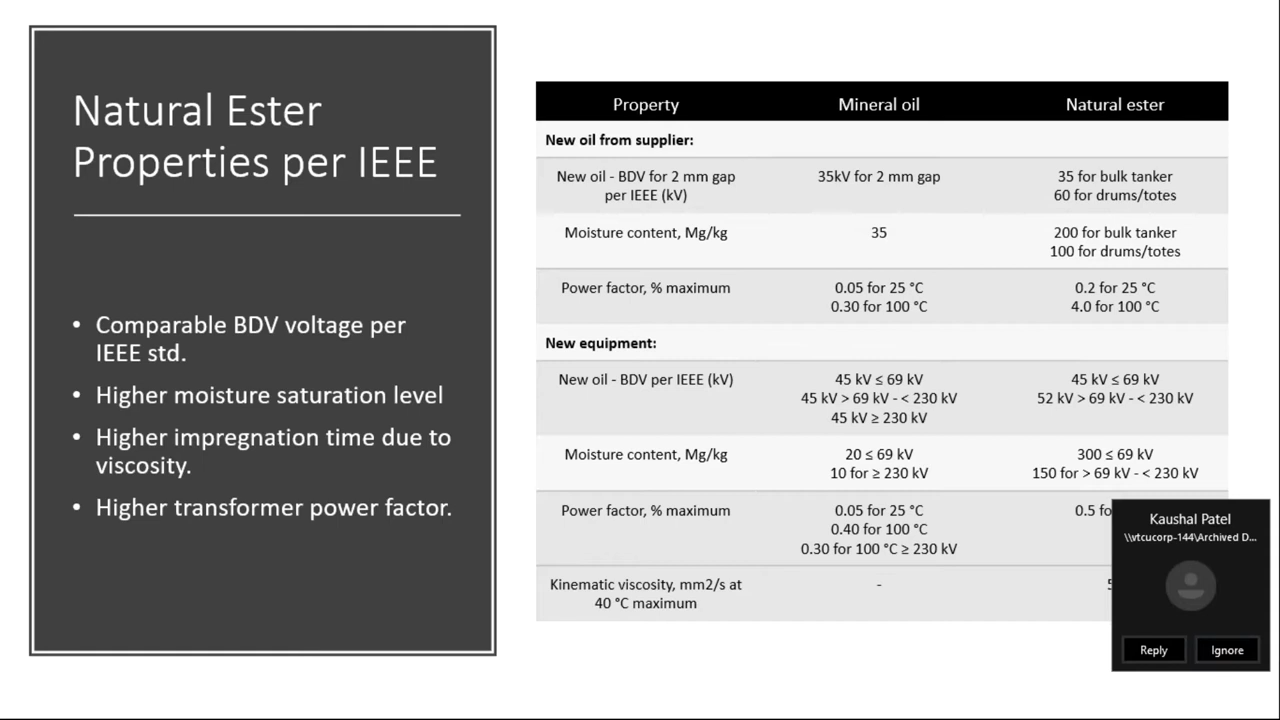 Natural Ester
Properties per IEEE
• Comparable BDV voltage per
IEEE std.
• Higher moisture saturation level
• Higher impregnation time due to
viscosity.
• Higher transformer power factor.
Property Mineral oil Natural ester
New oil from supplier:
New oil - BDV for 2 mm gap
per IEEE (kV)
35kV for 2 mm gap
35 for bulk tanker
60 for drums/totes
Moisture content, Mg/kg
35
200 for bulk tanker
100 for drums/totes
Power factor, % maximum
0.05 for 25 °C
0.30 for 100 °C
0.2 for 25 °C
4.0 for 100 °C
New equipment:
New oil - BDV per IEEE (kV)
45 kV ≤ 69 kV
45 kV > 69 kV - < 230 kV
45 kV ≥ 230 kV
45 kV ≤ 69 kV
52 kV > 69 kV - < 230 kV
Moisture content, Mg/kg
20 ≤ 69 kV
10 for ≥ 230 kV
300 ≤ 69 kV
150 for > 69 kV - < 230 kV
Power factor, % maximum
0.05 for 25 °C
0.40 for 100 °C
0.30 for 100 °C ≥ 230 kV
0.5 fo
Kinematic viscosity, mm2/s at
40 °C maximum
-
Kaushal Patel
\\vtcucorp-144\Archived D...
Reply Ignore